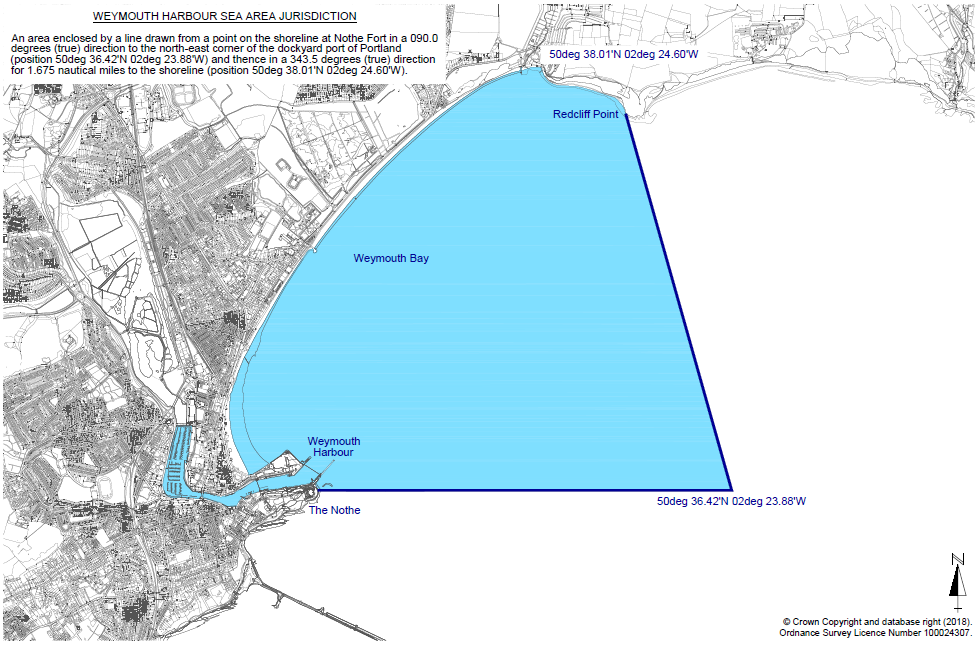 WEYMOUTH HARBOUR SEA AREA JURISDICTION
An area enclosed by a line drawn from a point on the shoreline at Nothe Fort in a 090.0
degrees (true) direction to the north-east corner of the dockyard port of Portland
(position 50deg 36.42'N 02deg 23.88'W) and thence in a 343.5 degrees (true) direction
for 1.675 nautical miles to the shoreline (position 50deg 38.01'N 02deg 24.60'W).
50deg 38.01'N 02deg 24.60'W
Redcliff Point
Weymouth Bay
Weymouth
Harbour
50deg 36.42'N 02deg 23.88'W
The Nothe
N
© Crown Copyright and database right (2018).
Ordnance Survey Licence Number 100024307.